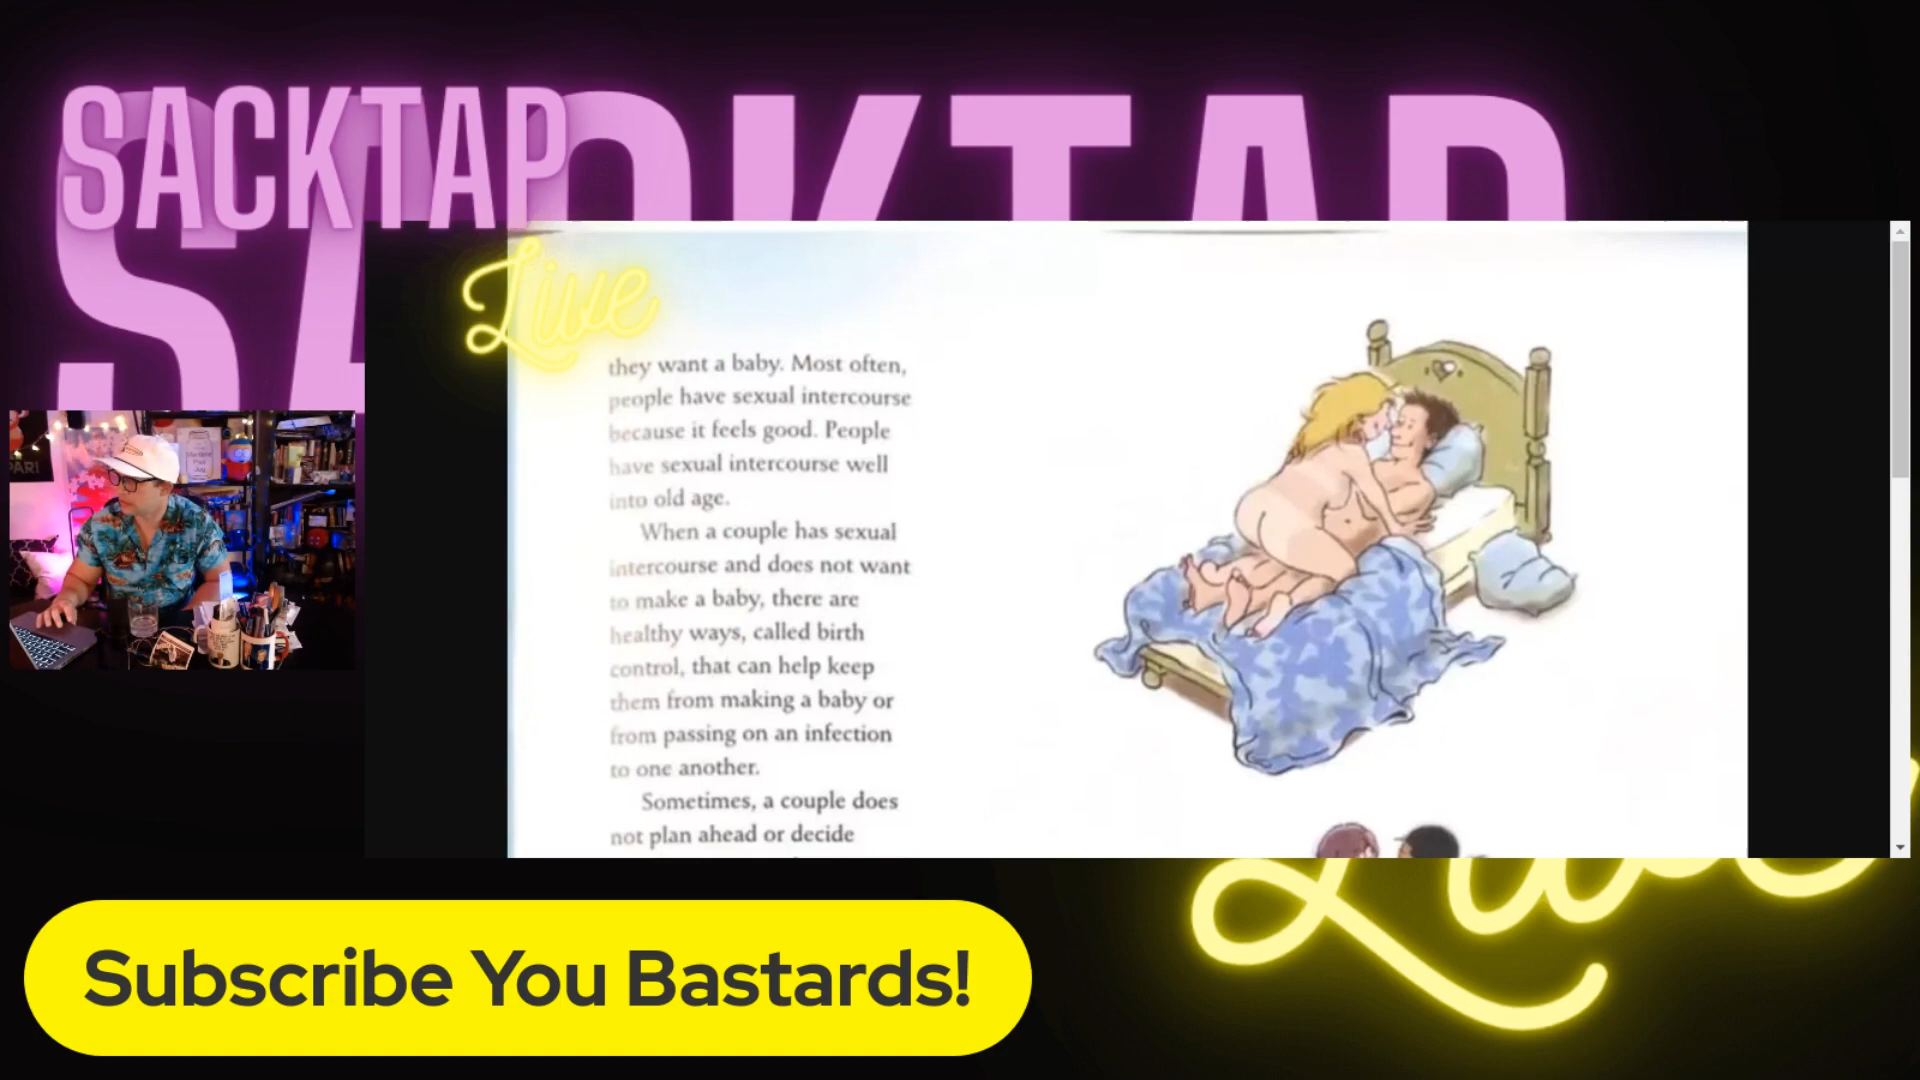 SACKTAP
SACKTAP
Live
they want a baby. Most often,
people have sexual intercourse
because it feels good. People
have sexual intercourse well
into old age.
When a couple has sexual
intercourse and does not want
to make a baby, there are
healthy ways, called birth
control, that can help keep
them from making a baby or
from passing on an infection
to one another.
Sometimes, a couple does
not plan ahead or decide
Live
Subscribe You Bastards!